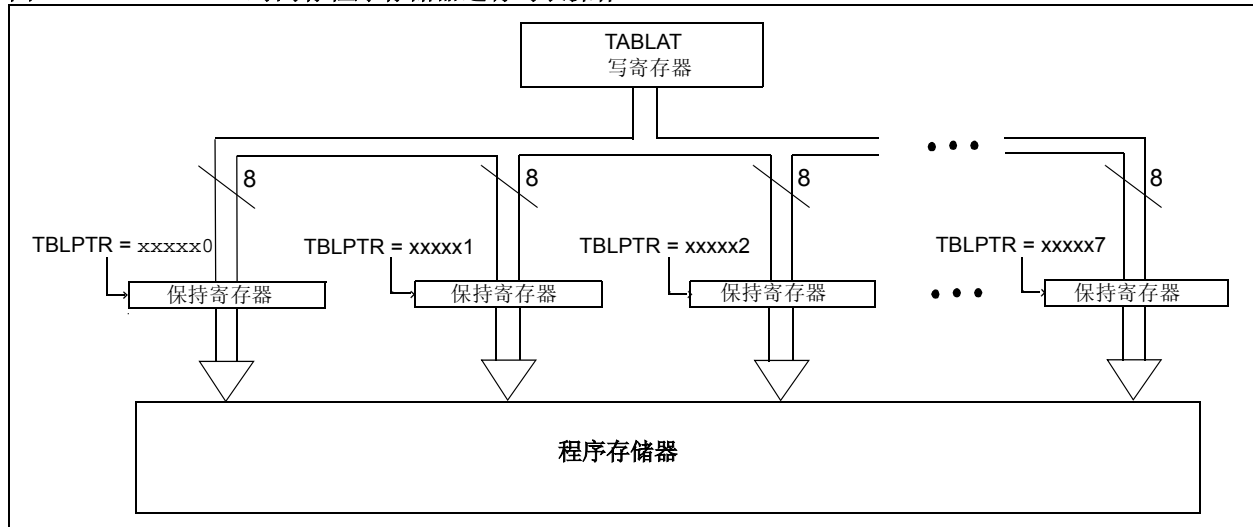 TABLAT
写寄存器
8
8
8
8
TBLPTR = xxxxx0
TBLPTR = xxxxx1
TBLPTR = xxxxx2
TBLPTR = xxxxx7
保持寄存器
保持寄存器
保持寄存器
保持寄存器
程序存储器